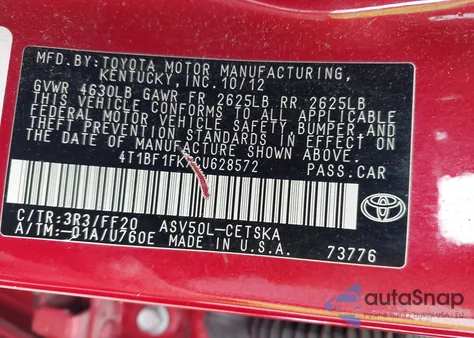 MFD.BY:TOYOTA MOTOR MANUFACTURING,
KENTUCKY, INC. 10/12
GVWR 4630LB GAWR FR 2625LB RR 2625LB
THIS VEHICLE CONFORMS TO ALL APPLICABLE
FEDERAL MOTOR VEHICLE SAFETY, BUMPER, AND
THEFT PREVENTION STANDARDS IN EFFECT ON
THE DATE OF MANUFACTURE SHOWN ABOVE.
PASS.CAR
C/TR:3R3/FF20 ASV50L-CETSKA
A/TM:-01A/U760E MADE IN U.S.A.
73776
TOYOTA
autoSnap